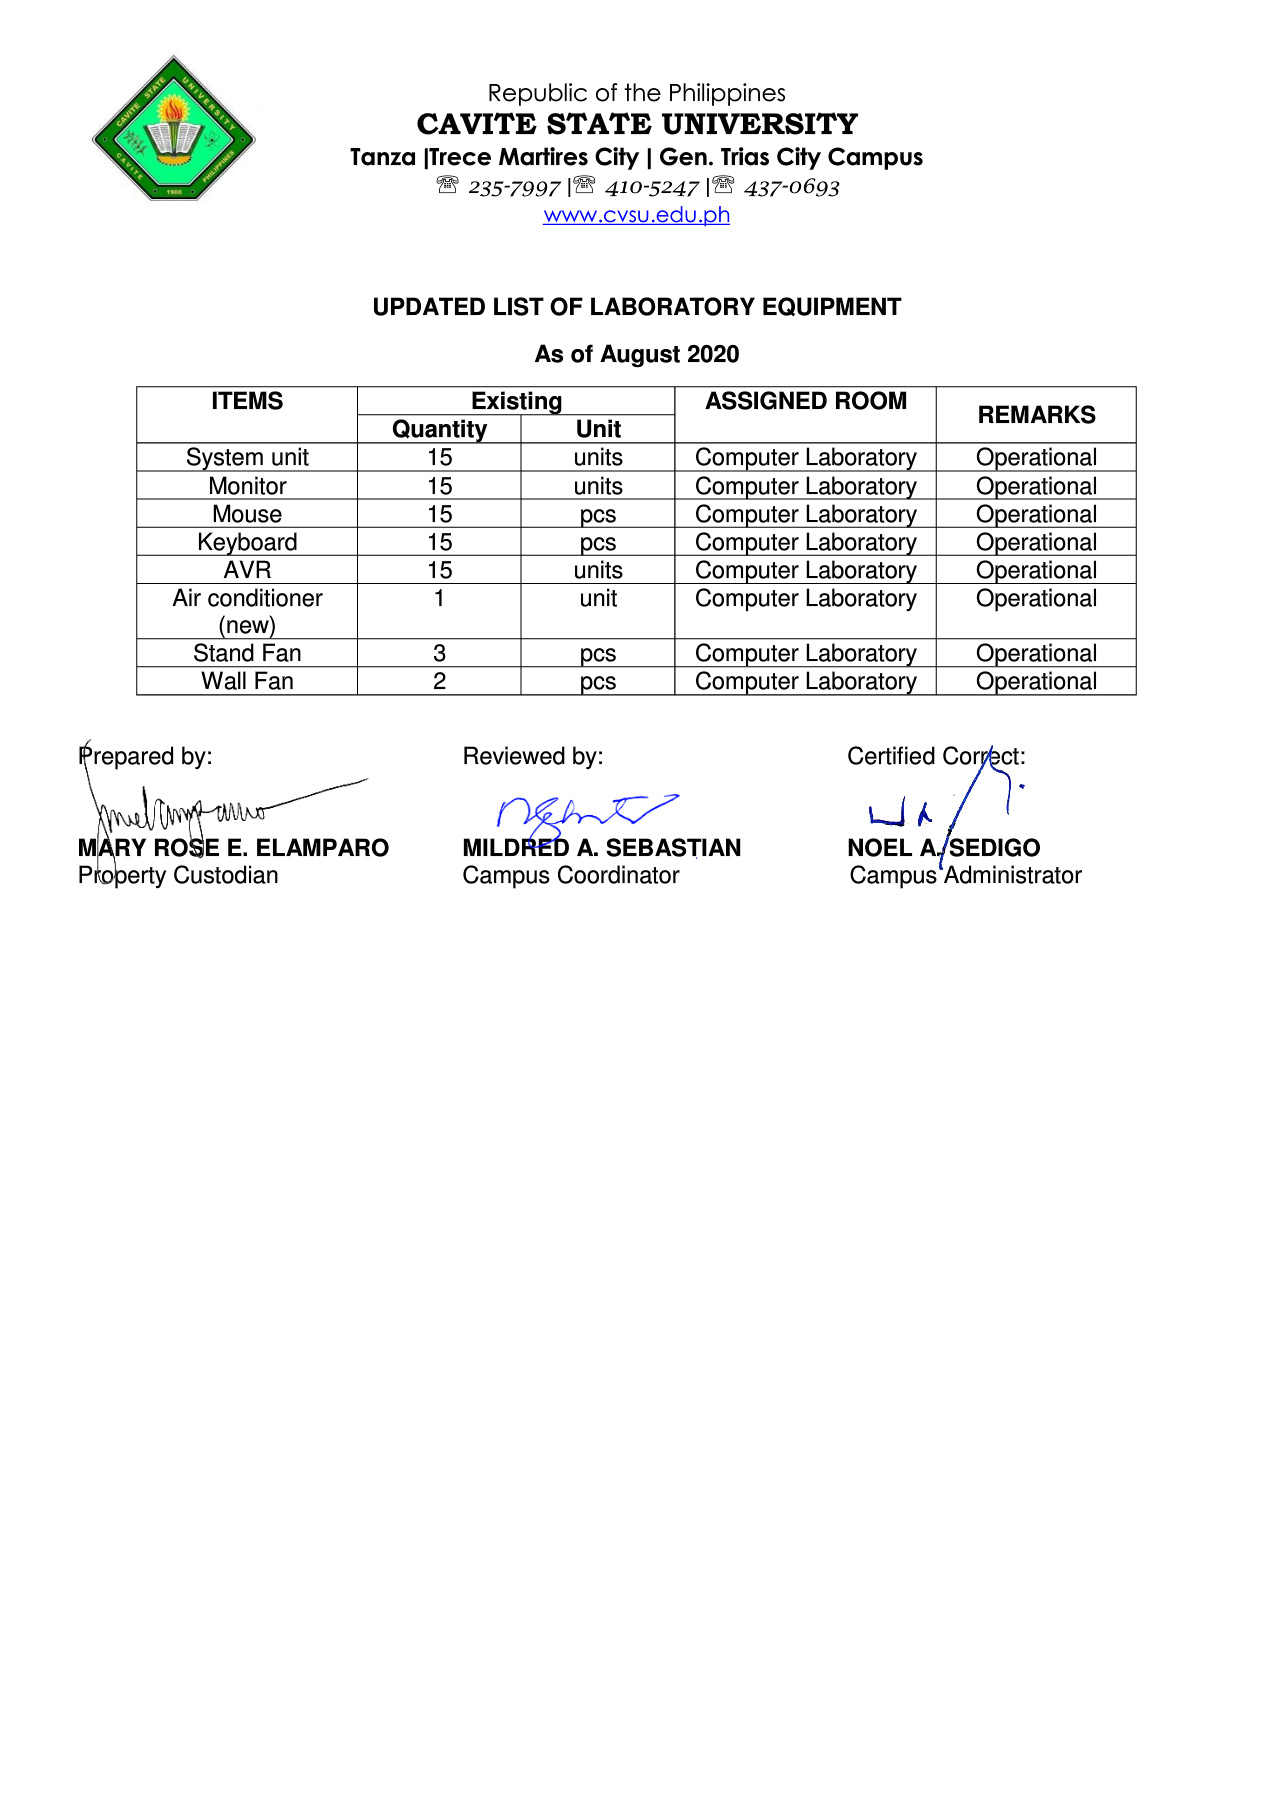 CAVITE STATE UNIVERSITY
CAVITE PHILIPPINES
1906
Republic of the Philippines
CAVITE STATE UNIVERSITY
Tanza |Trece Martires City | Gen. Trias City Campus
☏ 235-7997 |☏ 410-5247 |☏ 437-0693
www.cvsu.edu.ph
UPDATED LIST OF LABORATORY EQUIPMENT
As of August 2020
ITEMS Existing ASSIGNED ROOM REMARKS
Quantity Unit
System unit 15 units Computer Laboratory Operational
Monitor 15 units Computer Laboratory Operational
Mouse 15 pcs Computer Laboratory Operational
Keyboard 15 pcs Computer Laboratory Operational
AVR 15 units Computer Laboratory Operational
Air conditioner 1 unit Computer Laboratory Operational
(new)
Stand Fan 3 pcs Computer Laboratory Operational
Wall Fan 2 pcs Computer Laboratory Operational
Prepared by: Reviewed by: Certified Correct:
MARY ROSE E. ELAMPARO MILDRED A. SEBASTIAN NOEL A. SEDIGO
Property Custodian Campus Coordinator Campus Administrator